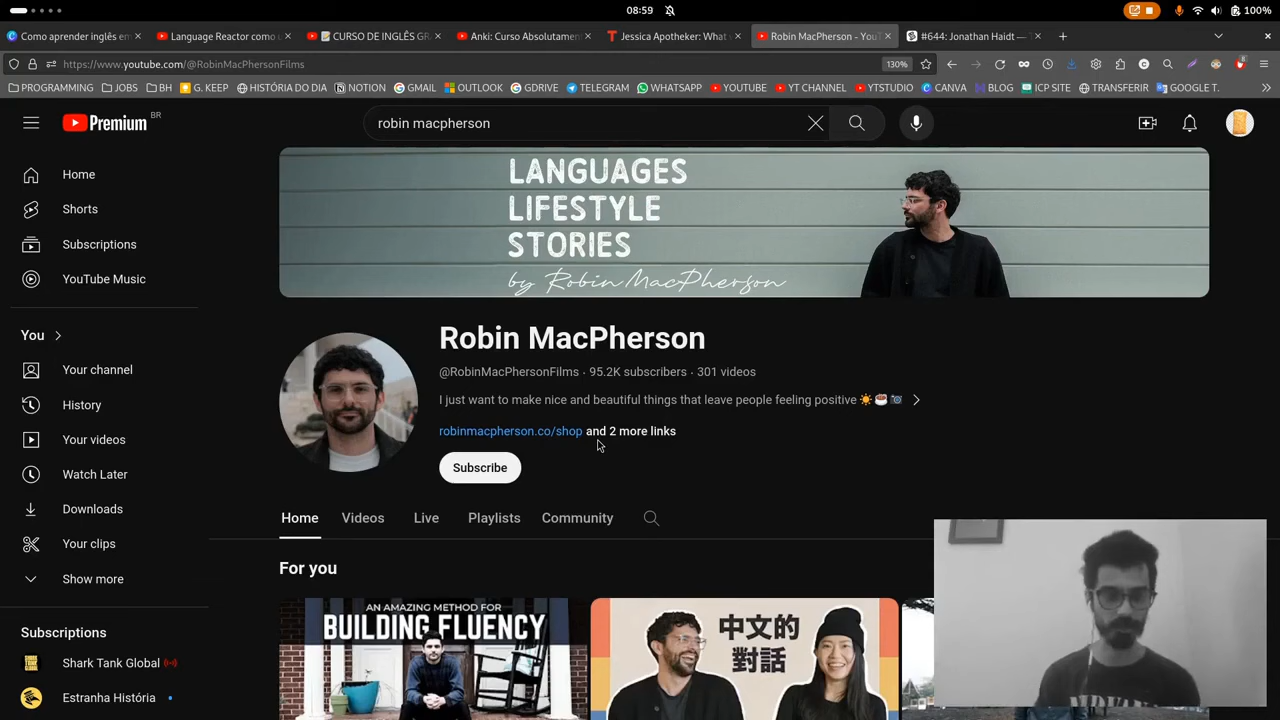 08:59
100%
Como aprender inglês em
Language Reactor como
CURSO DE INGLÊS GR
Anki: Curso Absolutamen
Jessica Apotheker: What
Robin MacPherson - YouT
#644: Jonathan Haidt —
https://www.youtube.com/@RobinMacPhersonFilms
130%
8
PROGRAMMING
JOBS
BH
G. KEEP
HISTÓRIA DO DIA
NOTION
GMAIL
OUTLOOK
GDRIVE
TELEGRAM
WHATSAPP
YOUTUBE
YT CHANNEL
YTSTUDIO
CANVA
BLOG
ICP SITE
TRANSFERIR
GOOGLE T.
Premium BR
robin macpherson
Home
Shorts
Subscriptions
YouTube Music
You
Your channel
History
Your videos
Watch Later
Downloads
Your clips
Show more
Subscriptions
Shark Tank Global
Estranha História
LANGUAGES
LIFESTYLE
STORIES
by Robin MacPherson
Robin MacPherson
@RobinMacPhersonFilms · 95.2K subscribers · 301 videos
I just want to make nice and beautiful things that leave people feeling positive ☀️☕📷
robinmacpherson.co/shop and 2 more links
Subscribe
Home
Videos
Live
Playlists
Community
For you
AN AMAZING METHOD FOR
BUILDING FLUENCY
中文的
對話